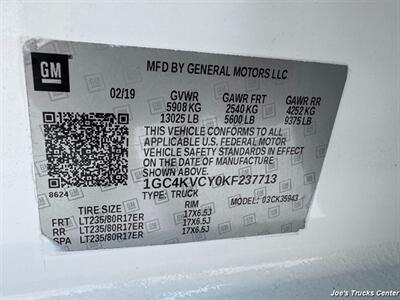 GM
MFD BY GENERAL MOTORS LLC
02/19 GVWR GAWR FRT GAWR RR
5908 KG 2540 KG 4252 KG
13025 LB 5600 LB 9375 LB
THIS VEHICLE CONFORMS TO ALL
APPLICABLE U.S. FEDERAL MOTOR
VEHICLE SAFETY STANDARDS IN EFFECT
ON THE DATE OF MANUFACTURE
SHOWN ABOVE.
1GC4KVCY0KF237713
8624 TYPE: TRUCK MODEL: 03CK35943
TIRE SIZE RIM
FRT LT235/80R17ER 17X6.5J
RR LT235/80R17ER 17X6.5J
SPA LT235/80R17ER 17X6.5J
Joe's Trucks Center